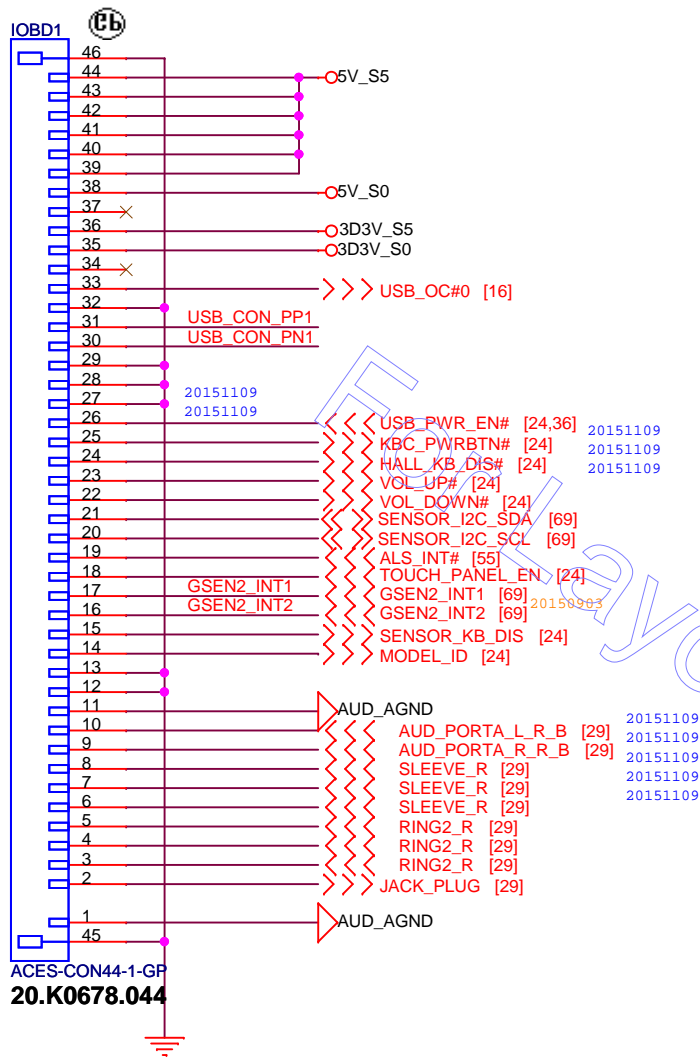 IOBD1
Cb
46
44 5V_S5
43
42
41
40
39
38 5V_S0
37
36 3D3V_S5
35 3D3V_S0
34
33 USB_OC#0 [16]
32
31 USB_CON_PP1
30 USB_CON_PN1
29
28 20151109
27 20151109
26 USB_PWR_EN# [24,36] 20151109
25 KBC_PWRBTN# [24] 20151109
24 HALL_KB_DIS# [24] 20151109
23 VOL_UP# [24]
22 VOL_DOWN# [24]
21 SENSOR_I2C_SDA [69]
20 SENSOR_I2C_SCL [69]
19 ALS_INT# [55]
18 TOUCH_PANEL_EN [24]
17 GSEN2_INT1 GSEN2_INT1 [69] 20150903
16 GSEN2_INT2 GSEN2_INT2 [69]
15 SENSOR_KB_DIS [24]
14 MODEL_ID [24]
13
12
11 AUD_AGND
10 AUD_PORTA_L_R_B [29] 20151109
9 AUD_PORTA_R_R_B [29] 20151109
8 SLEEVE_R [29] 20151109
7 SLEEVE_R [29] 20151109
6 SLEEVE_R [29] 20151109
5 RING2_R [29]
4 RING2_R [29]
3 RING2_R [29]
2 JACK_PLUG [29]
1 AUD_AGND
45
ACES-CON44-1-GP
20.K0678.044
For Layo